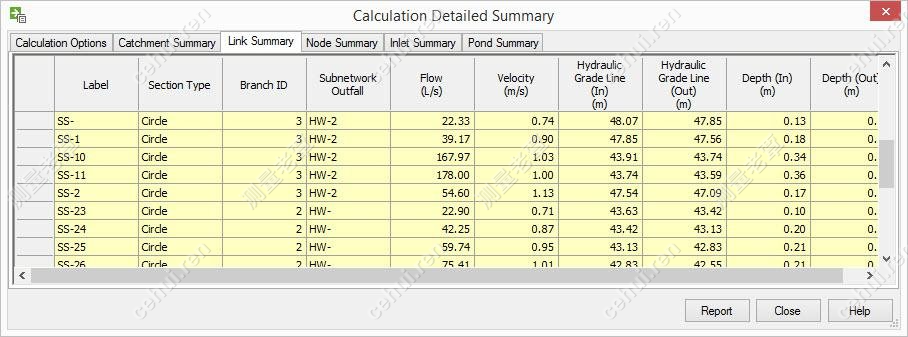 Calculation Detailed Summary
Calculation Options Catchment Summary Link Summary Node Summary Inlet Summary Pond Summary
Label Section Type Branch ID Subnetwork Outfall Flow (L/s) Velocity (m/s) Hydraulic Grade Line (In) (m) Hydraulic Grade Line (Out) (m) Depth (In) (m) Depth (Out) (m)
SS- Circle 3 HW-2 22.33 0.74 48.07 47.85 0.13 0.
SS-1 Circle 3 HW-2 39.17 0.90 47.85 47.56 0.18 0.
SS-10 Circle 3 HW-2 167.97 1.03 43.91 43.74 0.34 0.
SS-11 Circle 3 HW-2 178.00 1.00 43.74 43.59 0.36 0.
SS-2 Circle 3 HW-2 54.60 1.13 47.54 47.09 0.17 0.
SS-23 Circle 2 HW- 22.90 0.71 43.63 43.42 0.10 0.
SS-24 Circle 2 HW- 42.25 0.87 43.42 43.13 0.20 0.
SS-25 Circle 2 HW- 59.74 0.95 43.13 42.83 0.21 0.
SS-26 Circle 2 HW- 75.41 1.01 42.83 42.55 0.21 0.
Report Close Help
cehui.ren